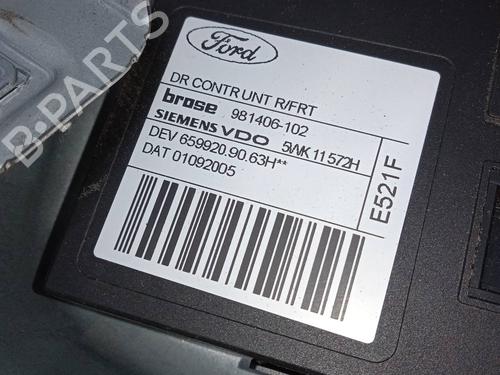 B-PARTS
Ford
DR CONTR UNT R/FRT
brose 981406-102
SIEMENS VDO 5WK11572H
DEV 659920.90.63H**
DAT 01092005
E521F